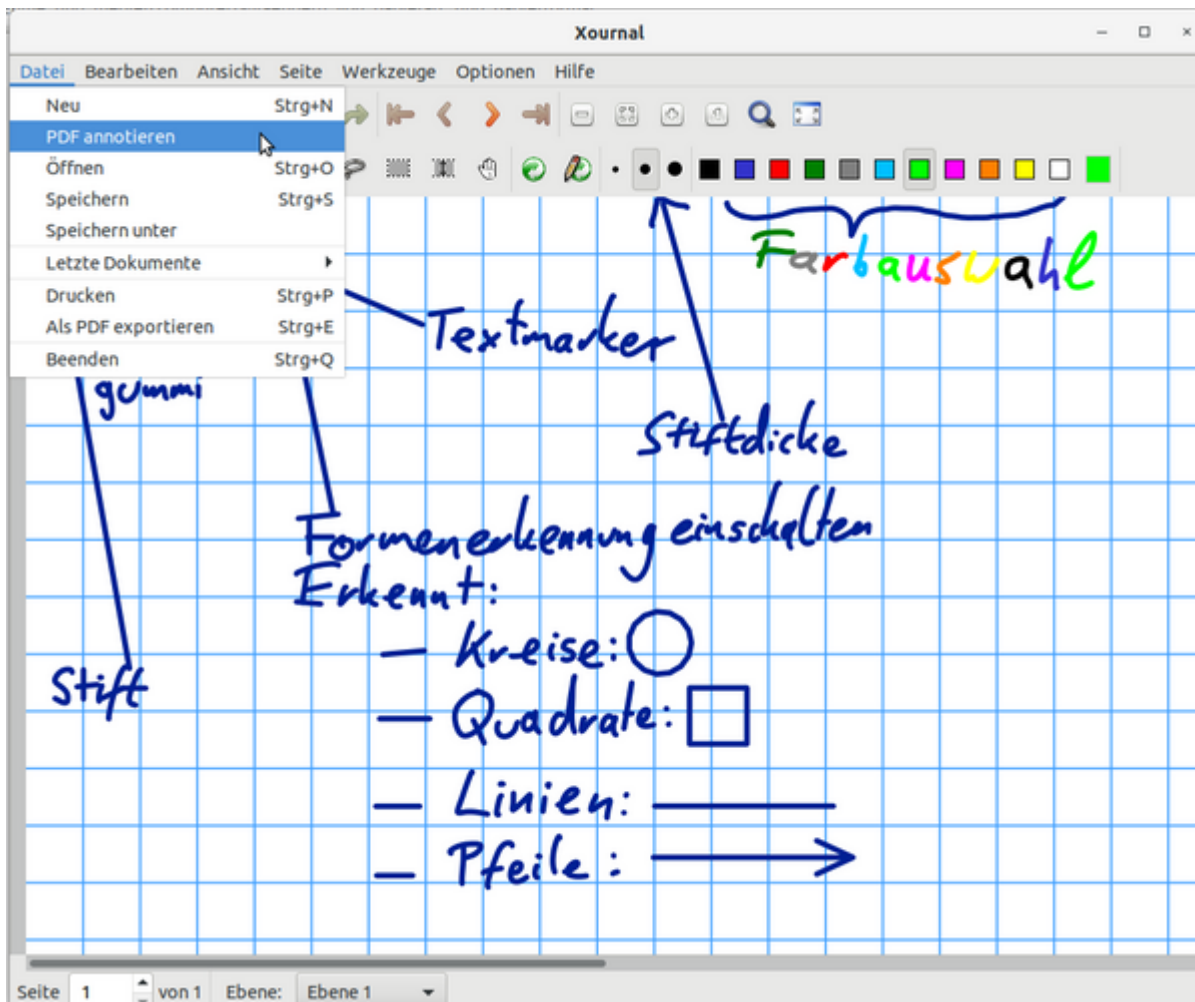 Xournal
Datei Bearbeiten Ansicht Seite Werkzeuge Optionen Hilfe
Neu Strg+N
PDF annotieren
Öffnen Strg+O
Speichern Strg+S
Speichern unter
Letzte Dokumente
Drucken Strg+P
Als PDF exportieren Strg+E
Beenden Strg+Q
Farbauswahl
Textmarker
gummi
Stiftdicke
Formenerkennung einschalten
Erkennt:
– Kreise:
Stift
– Quadrate:
– Linien:
– Pfeile:
Seite 1 von 1 Ebene: Ebene 1